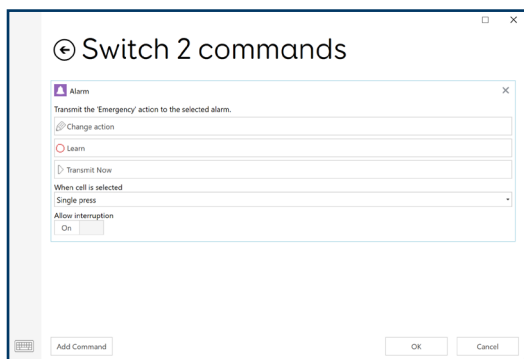 Switch 2 commands
Alarm
Transmit the 'Emergency' action to the selected alarm.
Change action
Learn
Transmit Now
When cell is selected
Single press
Allow interruption
On
Add Command
OK
Cancel